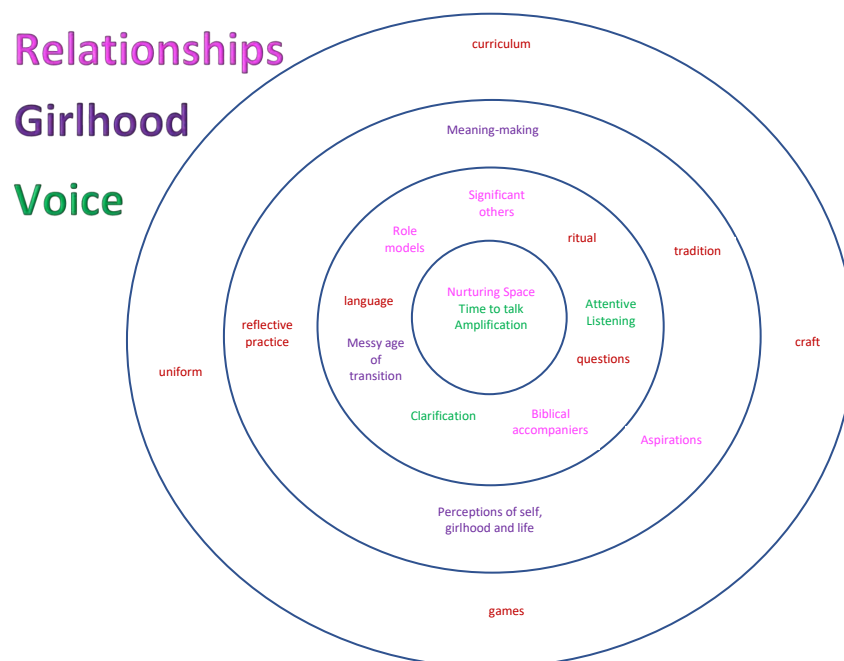 Relationships
Girlhood
Voice
curriculum
Meaning-making
Significant
others
Role
models
ritual
tradition
Nurturing Space
Time to talk
Amplification
language
Attentive
Listening
reflective
practice
Messy age
of
transition
questions
craft
uniform
Clarification
Biblical
accompaniers
Aspirations
Perceptions of self,
girlhood and life
games